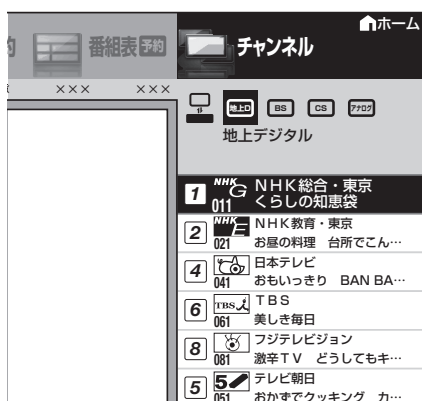 ホーム
約
番組表 予約
チャンネル
××× ×××
地上D BS CS アナログ
地上デジタル
1 NHK G 011 NHK総合・東京
くらしの知恵袋
2 NHK E 021 NHK教育・東京
お昼の料理 台所でこん…
4 041 日本テレビ
おもいっきり BAN BA…
6 TBS 061 TBS
美しき毎日
8 081 フジテレビジョン
激辛TV どうしてもキ…
5 5 051 テレビ朝日
おかずでクッキング カ…